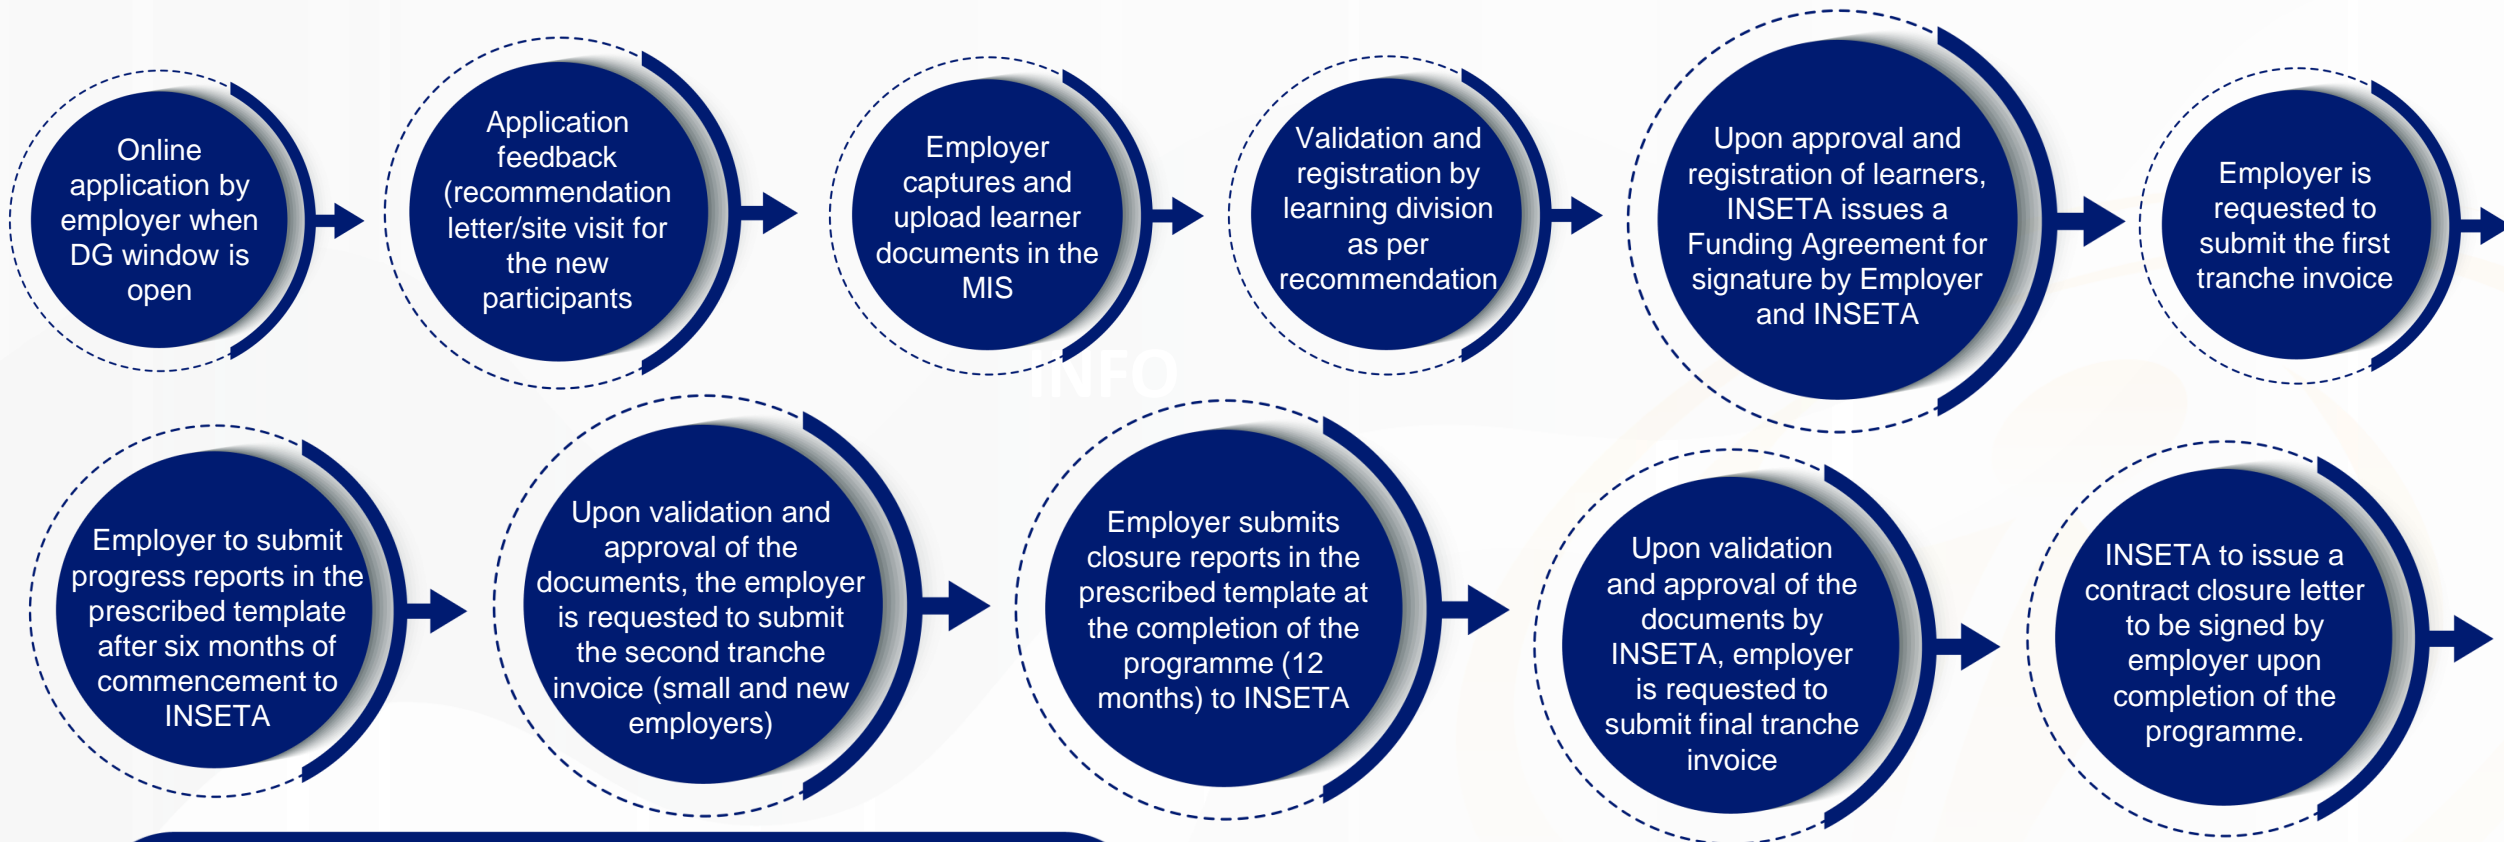 Online
application by
employer when
DG window is
open
Application
feedback
(recommendation
letter/site visit for
the new
participants
Employer
captures and
upload learner
documents in the
MIS
Validation and
registration by
learning division
as per
recommendation
Upon approval and
registration of learners,
INSETA issues a
Funding Agreement for
signature by Employer
and INSETA
Employer is
requested to
submit the first
tranche invoice
INFO
Employer to submit
progress reports in the
prescribed template
after six months of
commencement to
INSETA
Upon validation and
approval of the
documents, the employer
is requested to submit
the second tranche
invoice (small and new
employers)
Employer submits
closure reports in the
prescribed template at
the completion of the
programme (12
months) to INSETA
Upon validation
and approval of the
documents by
INSETA, employer
is requested to
submit final tranche
invoice
INSETA to issue a
contract closure letter
to be signed by
employer upon
completion of the
programme.